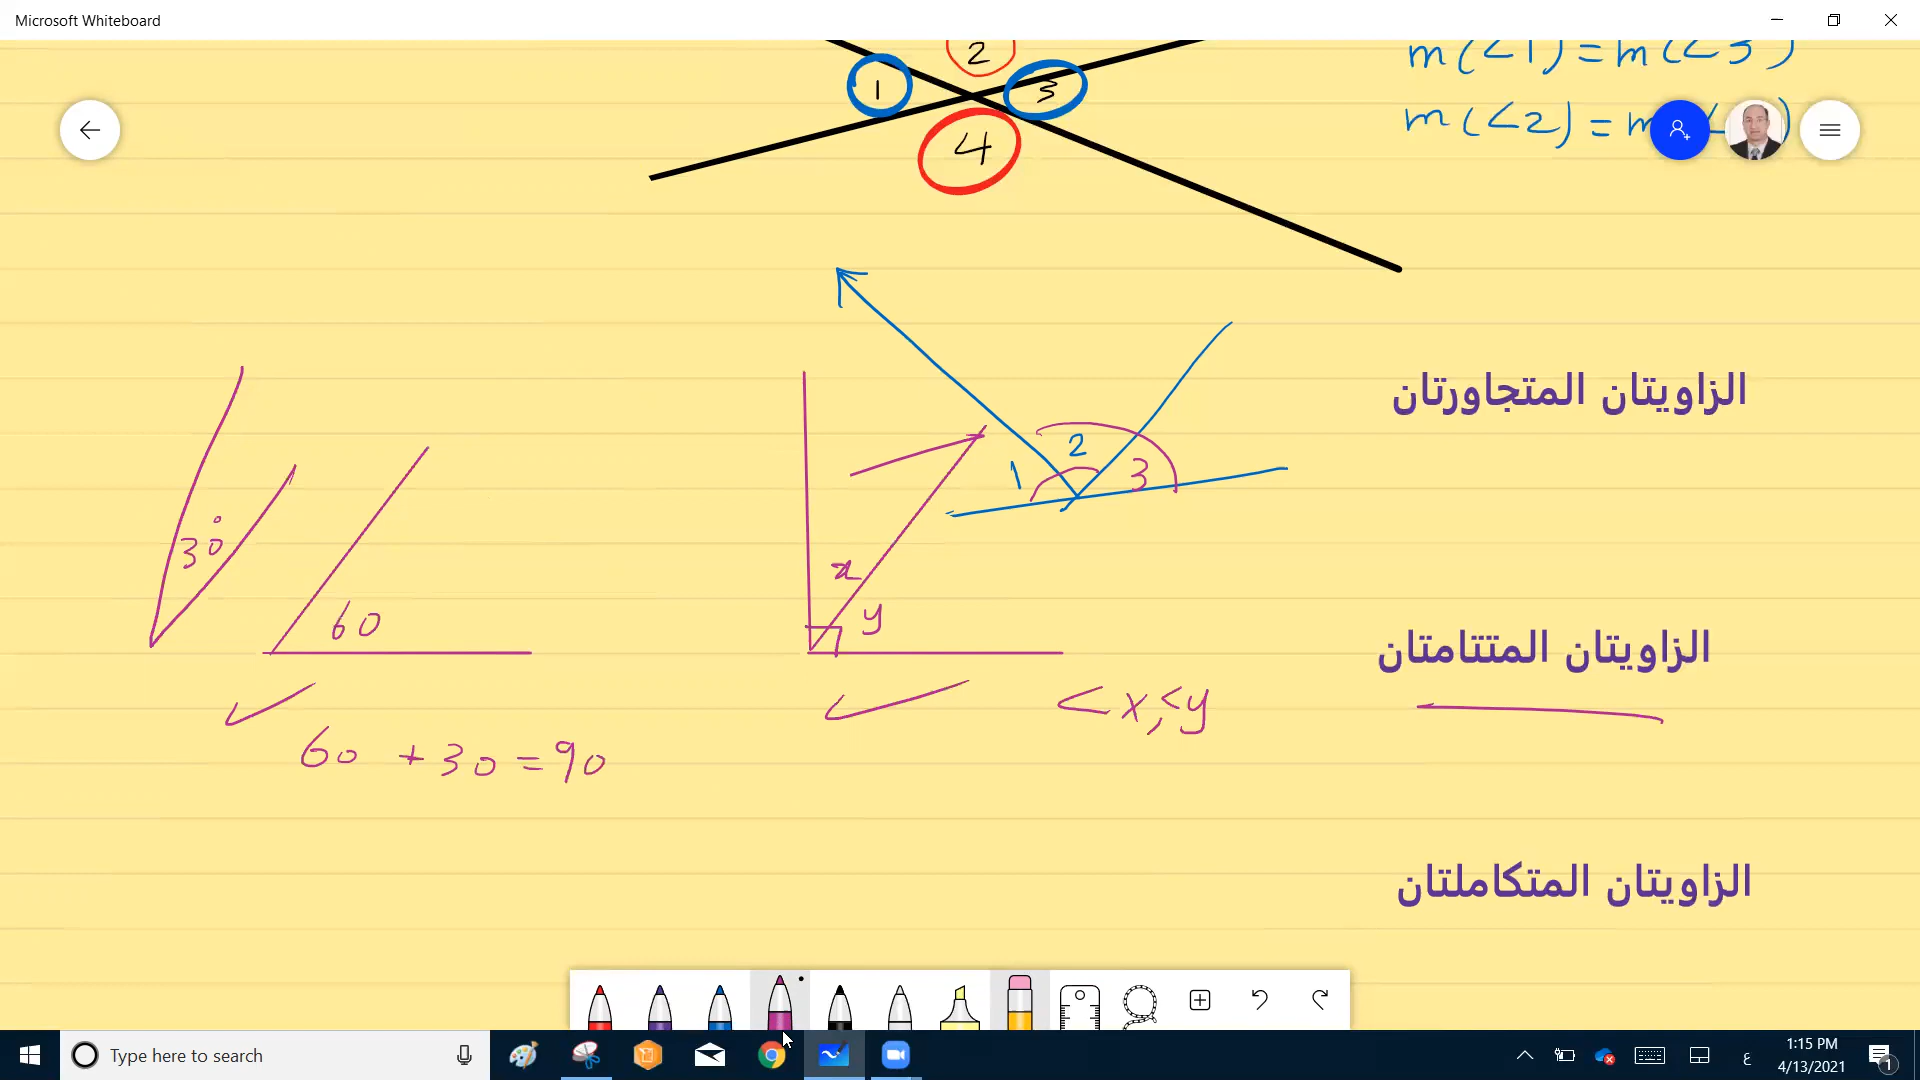 Microsoft Whiteboard
m(<1) = m(<3)
m(<2) = m(<
2
1
3
4
الزاويتان المتجاورتان
1
2
3
30°
60
x
y
الزاويتان المتتامتان
<x, <y
60 + 30 = 90
الزاويتان المتكاملتان
Type here to search
ع
1:15 PM
4/13/2021
1